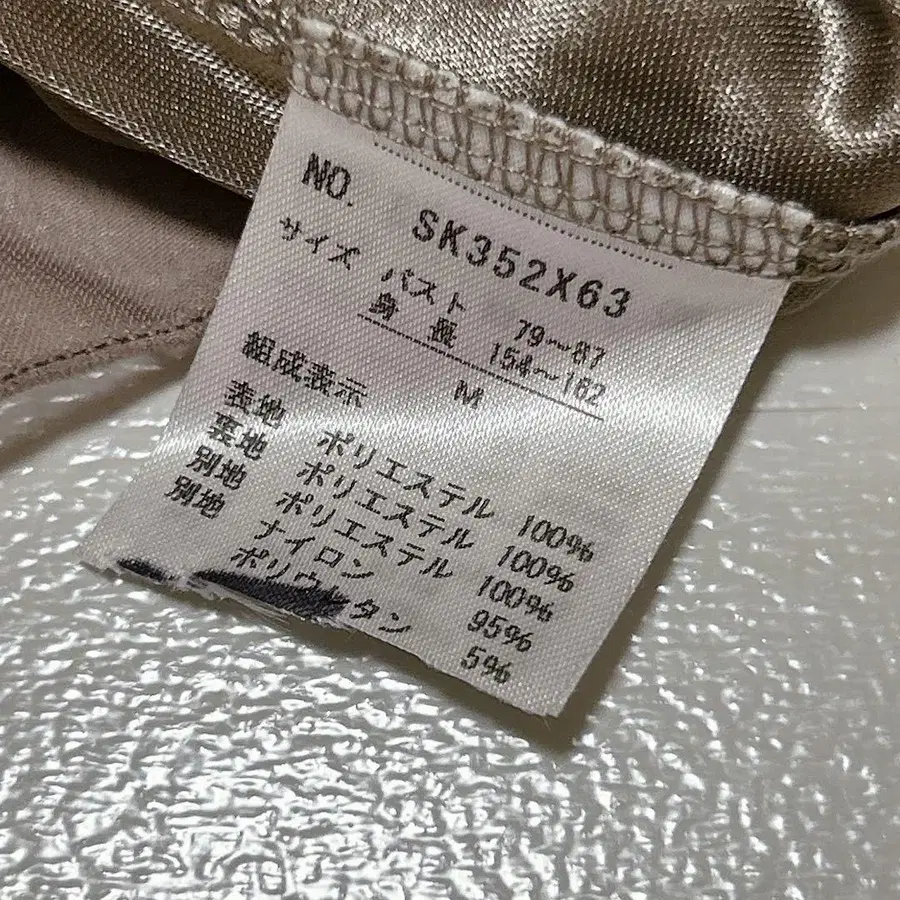 NO. SK352X63
サイズ バスト 79～87
身長 154～162
M
組成表示
表地 ポリエステル 100%
裏地 ポリエステル 100%
別地 ポリエステル 100%
別地 ナイロン 95%
ポリウレタン 5%